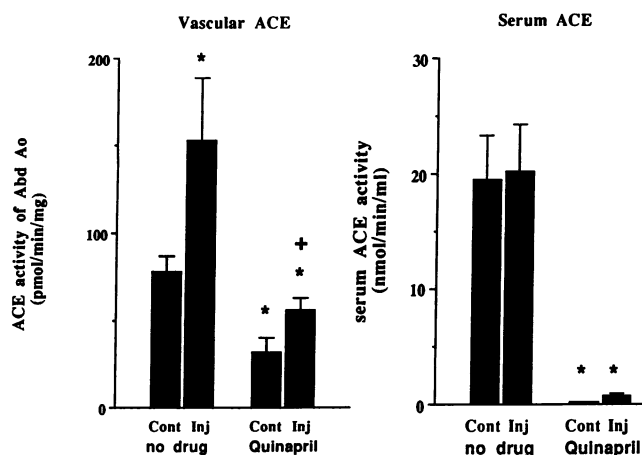 Vascular ACE
ACE activity of Abd Ao
(pmol/min/mg)
200
100
0
*
*
+
*
Cont Inj Cont Inj
no drug Quinapril
Serum ACE
serum ACE activity
(nmol/min/ml)
30
20
10
0
* *
Cont Inj Cont Inj
no drug Quinapril